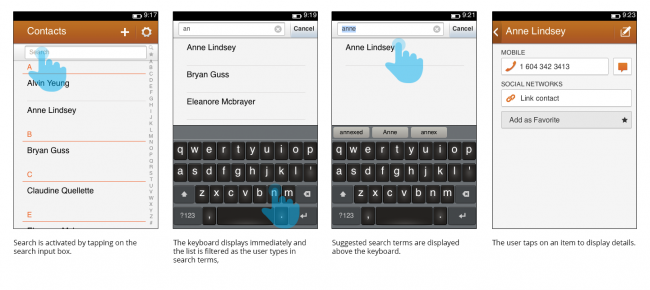 9:17
Contacts
Search
A
Alvin Yeung
Anne Lindsey
B
Bryan Guss
C
Claudine Quellette
E
A
B
C
D
E
F
G
H
I
J
K
L
M
N
O
P
Q
R
S
T
U
V
W
X
Y
Z
#
Search is activated by tapping on the
search input box.
9:19
an
Cancel
Anne Lindsey
Bryan Guss
Eleanore Mcbrayer
q w e r t y u i o p
a s d f g h j k l '
z x c v b n m
?123 , .
The keyboard displays immediately and
the list is filtered as the user types in
search terms,
9:21
anne
Cancel
Anne Lindsey
annexed Anne annex
q w e r t y u i o p
a s d f g h j k l '
z x c v b n m
?123 , .
Suggested search terms are displayed
above the keyboard.
9:23
Anne Lindsey
MOBILE
1 604 342 3413
SOCIAL NETWORKS
Link contact
Add as Favorite
The user taps on an item to display details.